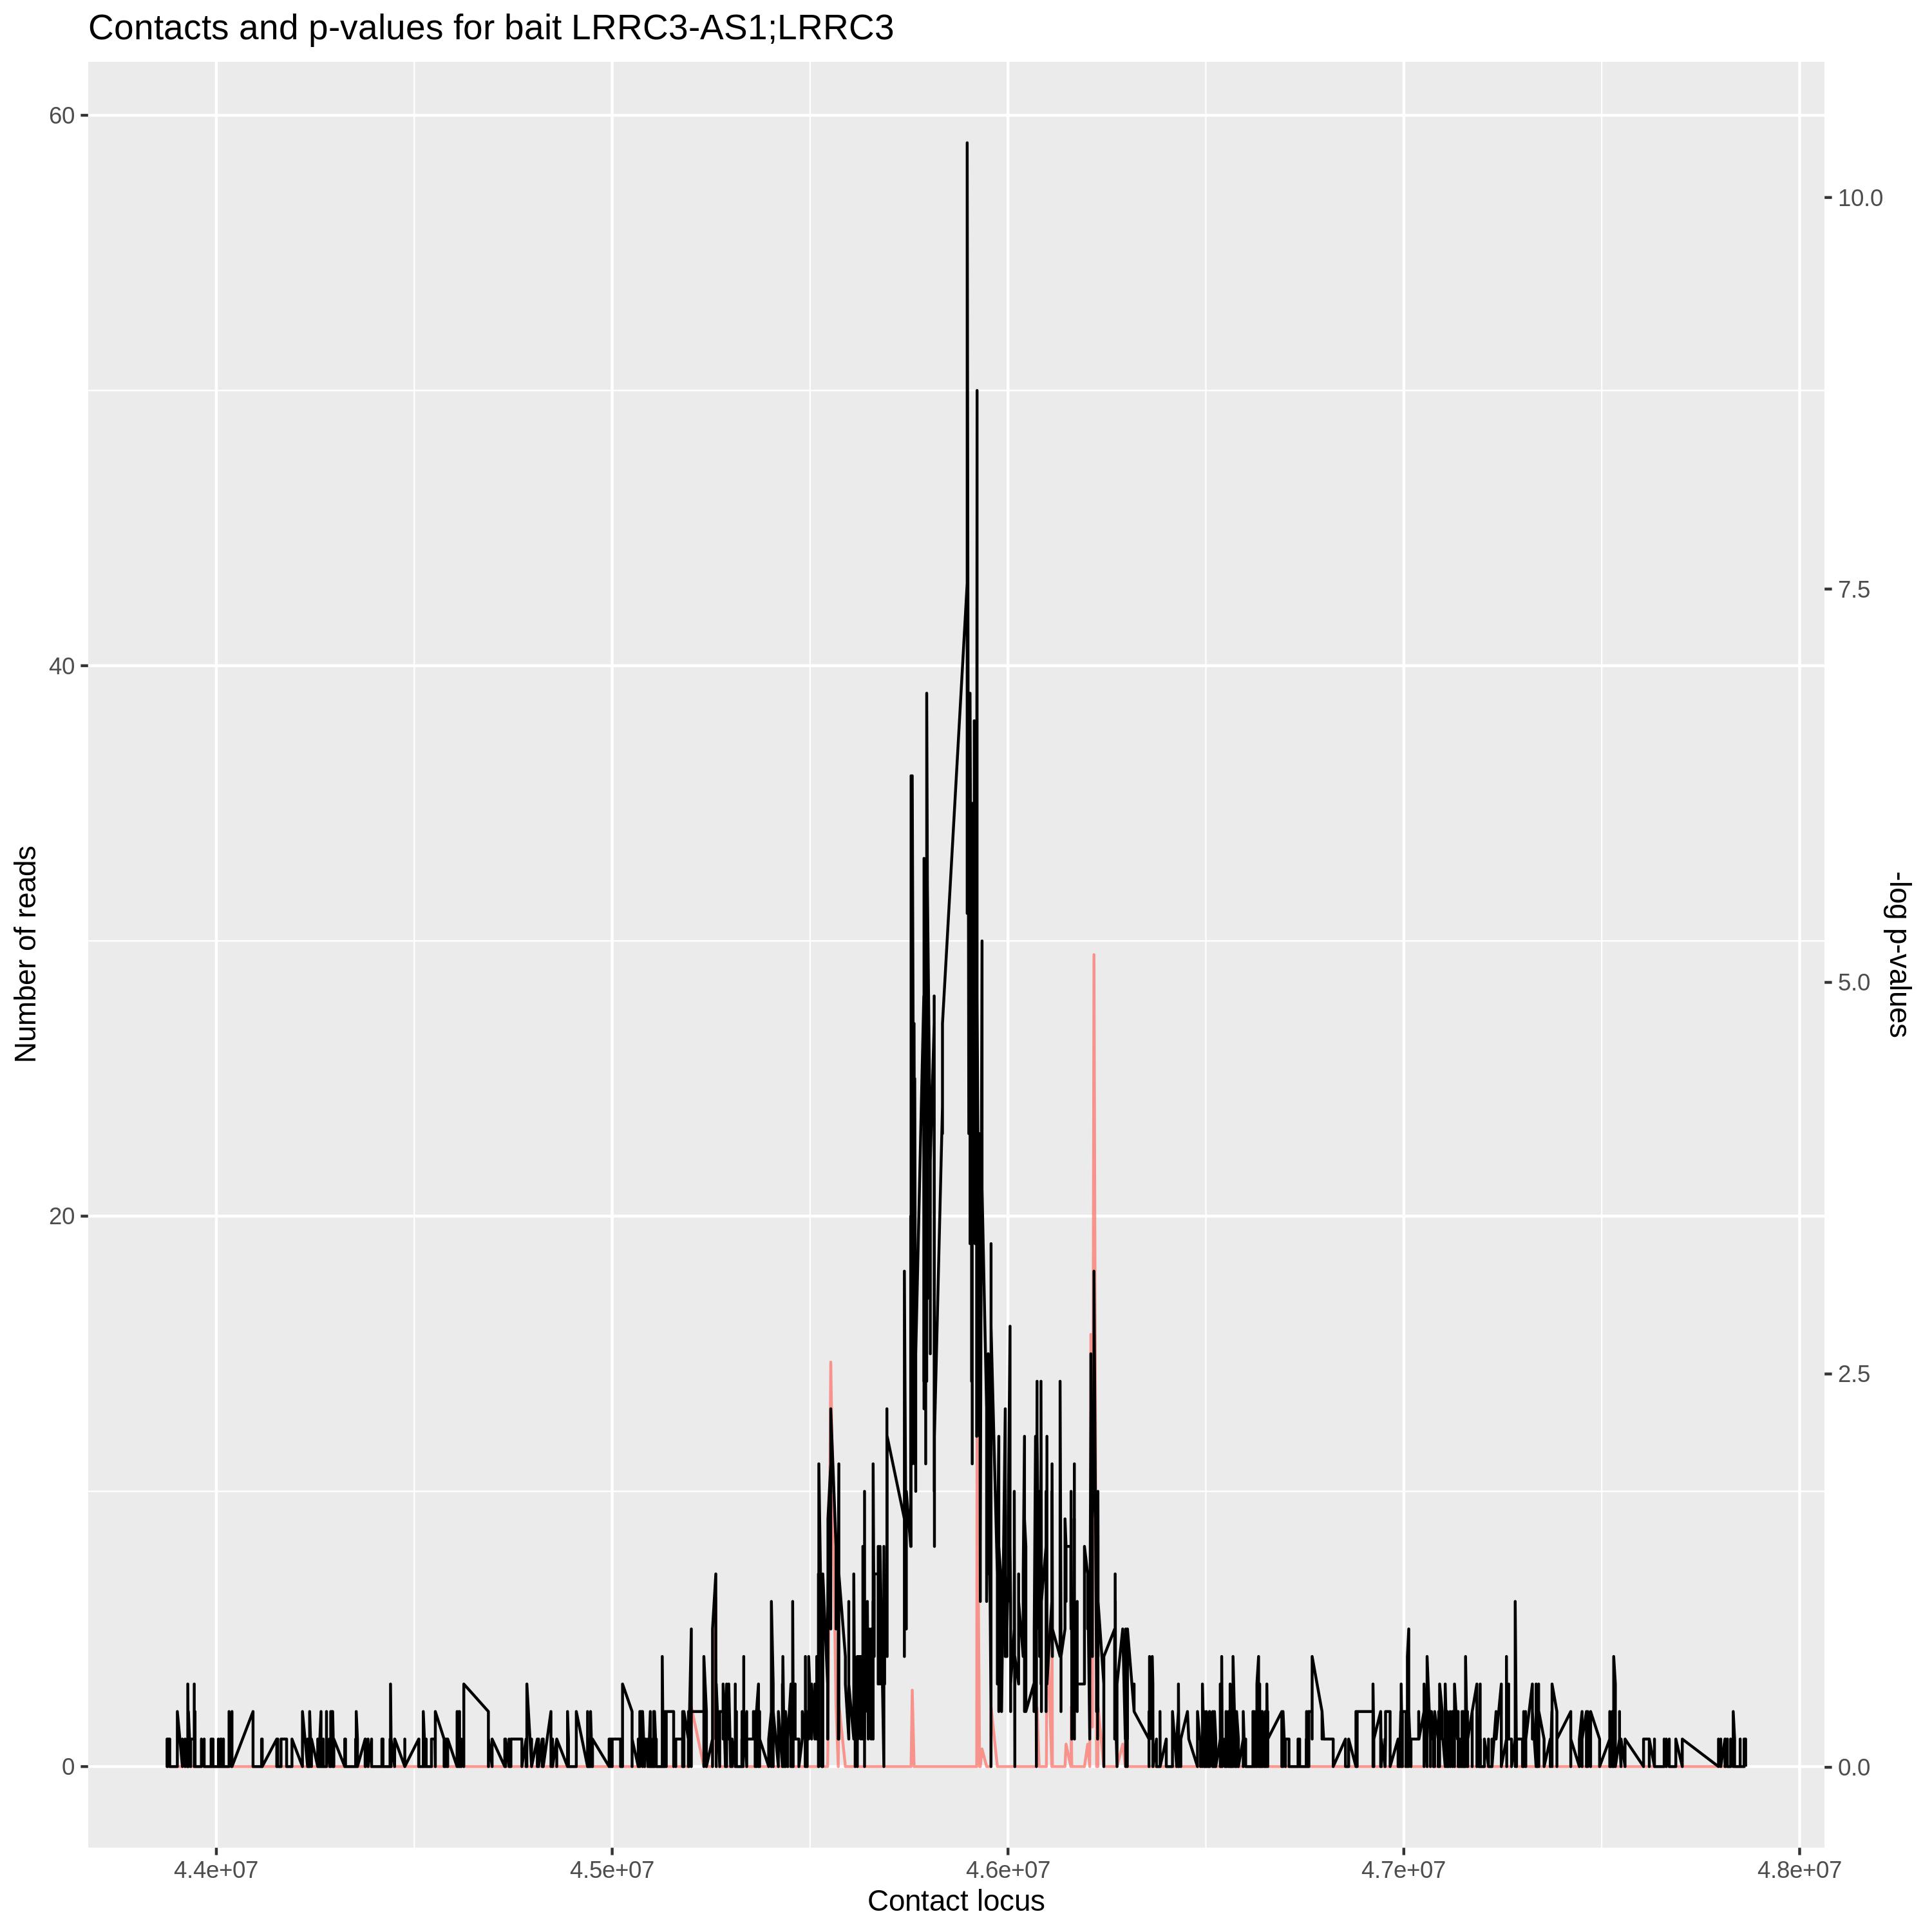 Contacts and p-values for bait LRRC3-AS1;LRRC3
60
40
20
0
Number of reads
10.0
7.5
5.0
2.5
0.0
-log p-values
4.4e+07
4.5e+07
4.6e+07
4.7e+07
4.8e+07
Contact locus